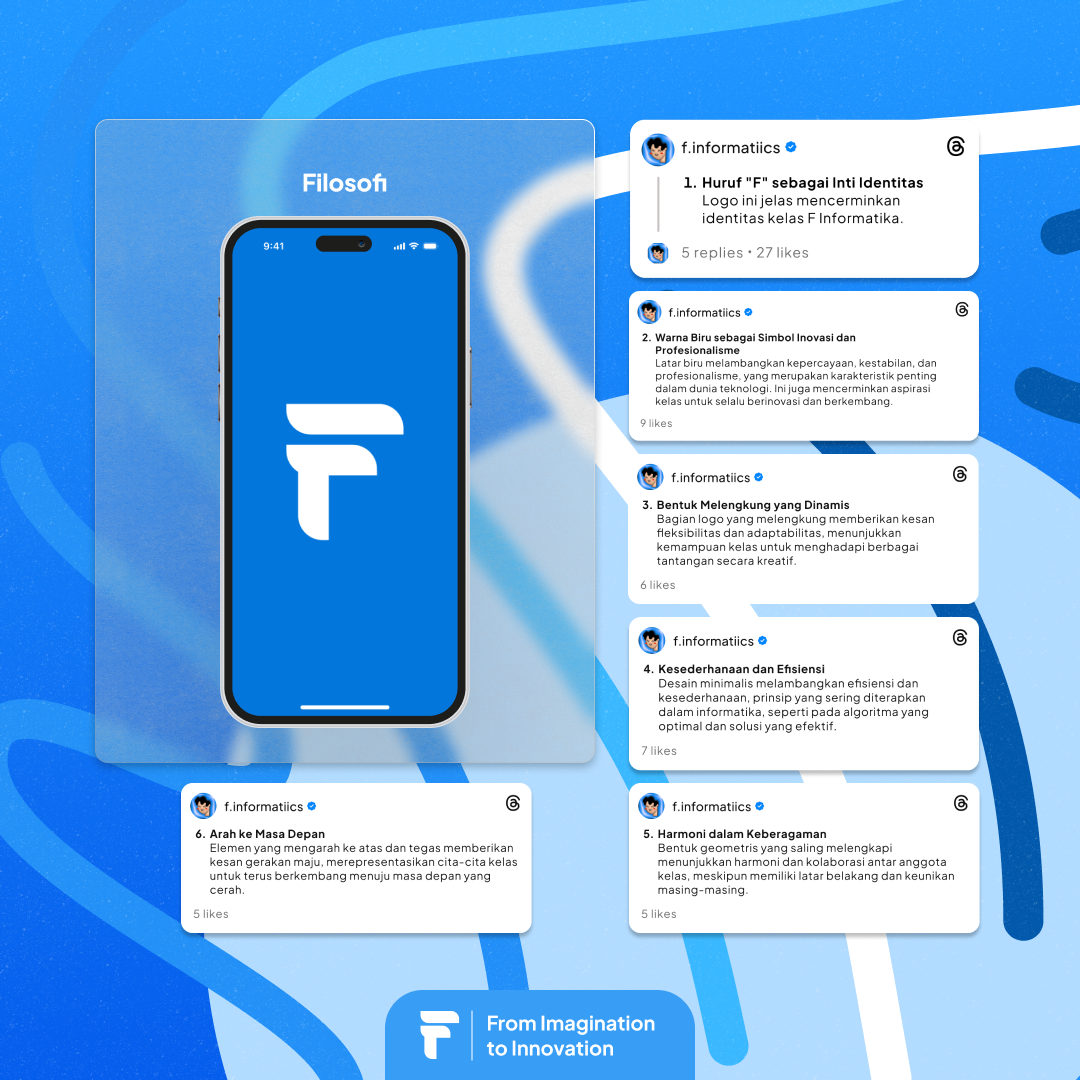 Filosofi
9:41
f.informatiics
1. Huruf "F" sebagai Inti Identitas
Logo ini jelas mencerminkan
identitas kelas F Informatika.
5 replies • 27 likes
f.informatiics
2. Warna Biru sebagai Simbol Inovasi dan
Profesionalisme
Latar biru melambangkan kepercayaan, kestabilan, dan
profesionalisme, yang merupakan karakteristik penting
dalam dunia teknologi. Ini juga mencerminkan aspirasi
kelas untuk selalu berinovasi dan berkembang.
9 likes
f.informatiics
3. Bentuk Melengkung yang Dinamis
Bagian logo yang melengkung memberikan kesan
fleksibilitas dan adaptabilitas, menunjukkan
kemampuan kelas untuk menghadapi berbagai
tantangan secara kreatif.
6 likes
f.informatiics
4. Kesederhanaan dan Efisiensi
Desain minimalis melambangkan efisiensi dan
kesederhanaan, prinsip yang sering diterapkan
dalam informatika, seperti pada algoritma yang
optimal dan solusi yang efektif.
7 likes
f.informatiics
5. Harmoni dalam Keberagaman
Bentuk geometris yang saling melengkapi
menunjukkan harmoni dan kolaborasi antar anggota
kelas, meskipun memiliki latar belakang dan keunikan
masing-masing.
5 likes
f.informatiics
6. Arah ke Masa Depan
Elemen yang mengarah ke atas dan tegas memberikan
kesan gerakan maju, merepresentasikan cita-cita kelas
untuk terus berkembang menuju masa depan yang
cerah.
5 likes
From Imagination
to Innovation